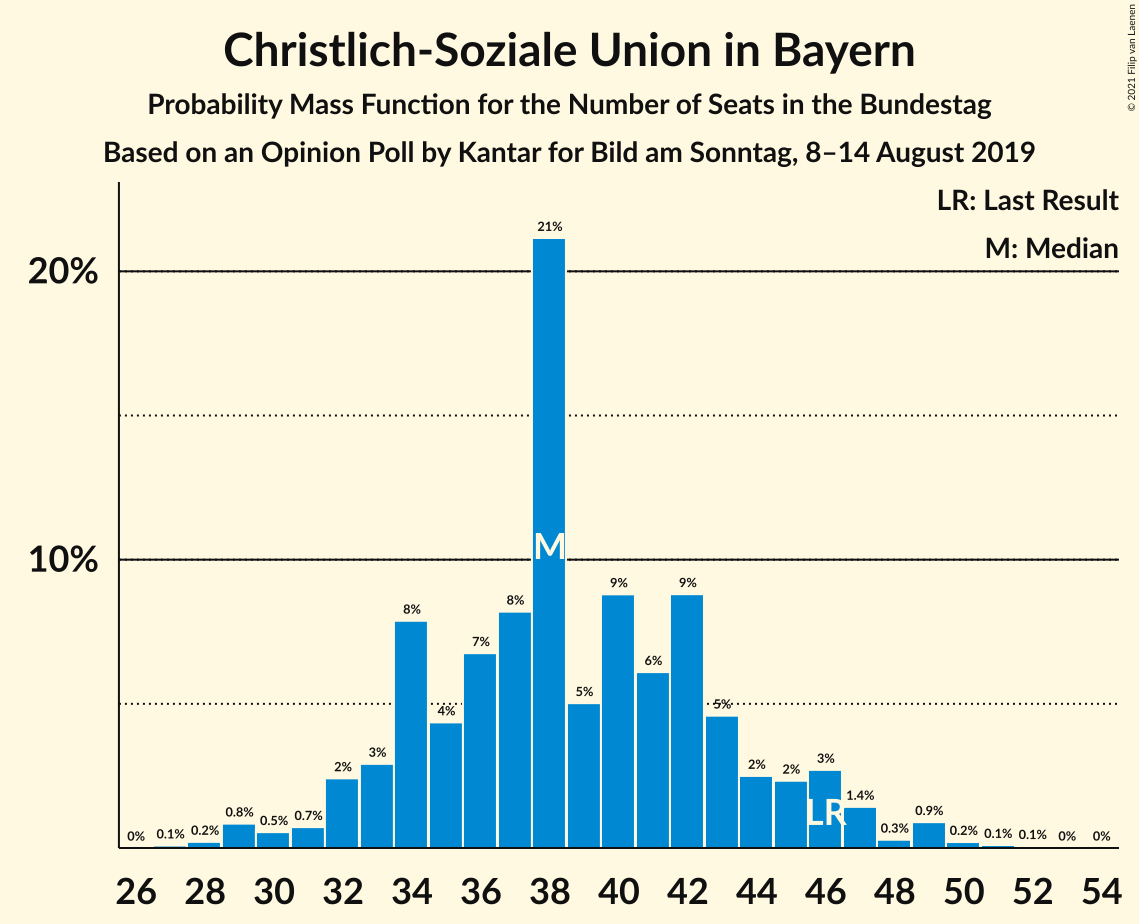 Christlich-Soziale Union in Bayern
Probability Mass Function for the Number of Seats in the Bundestag
Based on an Opinion Poll by Kantar for Bild am Sonntag, 8–14 August 2019
© 2021 Filip van Laenen
LR: Last Result
M: Median
20%
10%
0% 0.1% 0.2% 0.8% 0.5% 0.7% 2% 3% 8% 4% 7% 8% 21% 5% 9% 6% 9% 5% 2% 2% 3% 1.4% 0.3% 0.9% 0.2% 0.1% 0.1% 0% 0%
M
LR
26 28 30 32 34 36 38 40 42 44 46 48 50 52 54